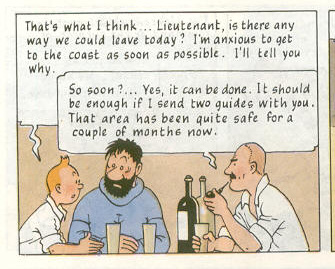 That's what I think... Lieutenant, is there any
way we could leave today? I'm anxious to get
to the coast as soon as possible. I'll tell you
why.
So soon?... Yes, it can be done. It should
be enough if I send two guides with you.
That area has been quite safe for a
couple of months now.